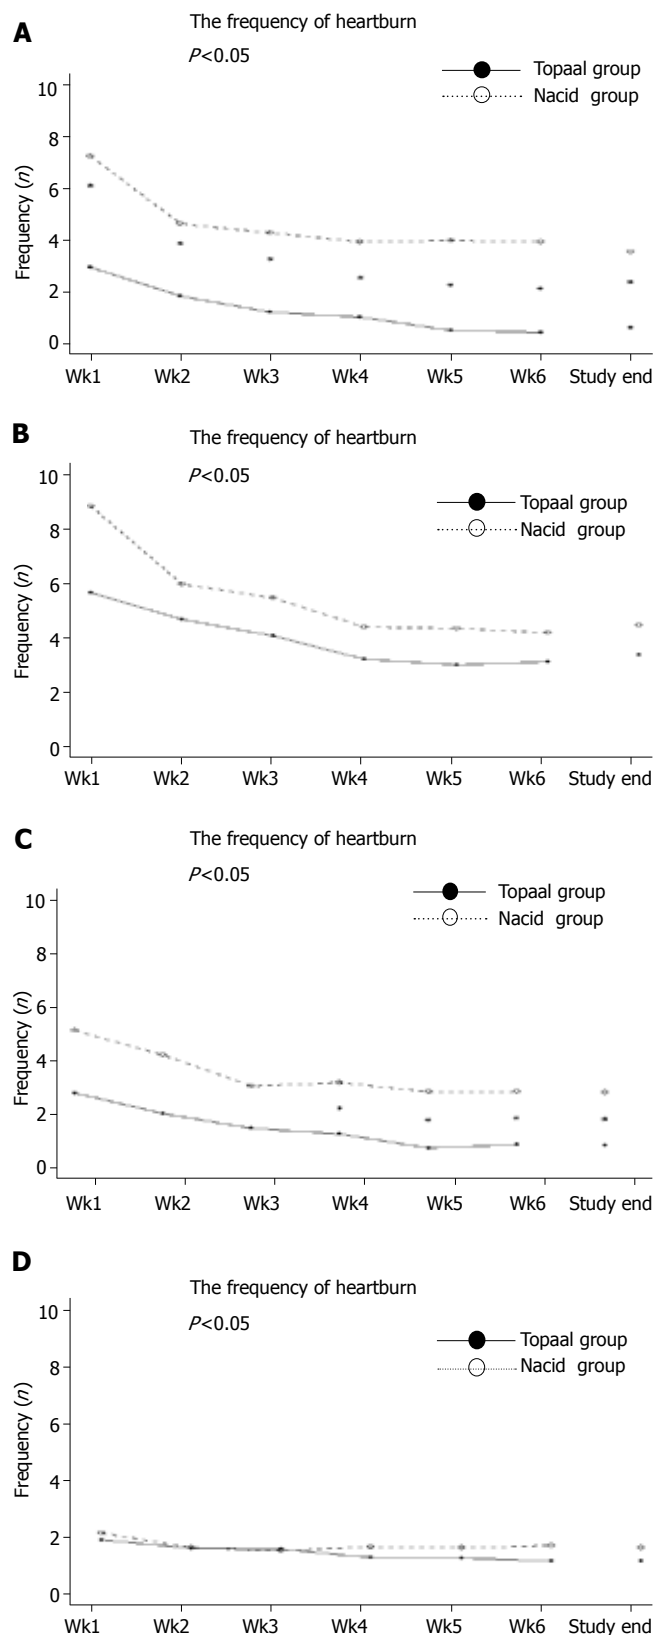 A
The frequency of heartburn
P<0.05
Topaal group
Nacid group
Frequency (n)
10
8
6
4
2
0
Wk1 Wk2 Wk3 Wk4 Wk5 Wk6 Study end
B
The frequency of heartburn
P<0.05
Topaal group
Nacid group
Frequency (n)
10
8
6
4
2
0
Wk1 Wk2 Wk3 Wk4 Wk5 Wk6 Study end
C
The frequency of heartburn
P<0.05
Topaal group
Nacid group
Frequency (n)
10
8
6
4
2
0
Wk1 Wk2 Wk3 Wk4 Wk5 Wk6 Study end
D
The frequency of heartburn
P<0.05
Topaal group
Nacid group
Frequency (n)
10
8
6
4
2
0
Wk1 Wk2 Wk3 Wk4 Wk5 Wk6 Study end